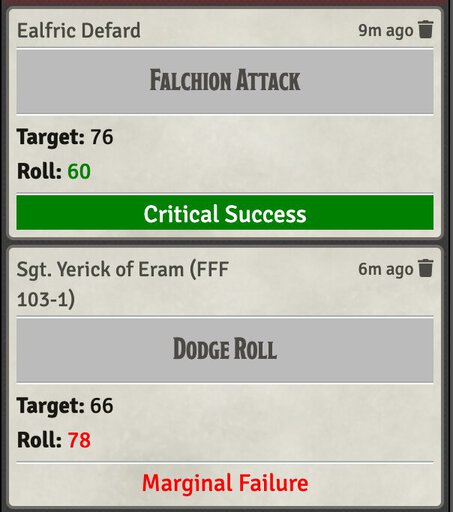 Ealfric Defard 9m ago
Falchion Attack
Target: 76
Roll: 60
Critical Success
Sgt. Yerick of Eram (FFF 6m ago
103-1)
Dodge Roll
Target: 66
Roll: 78
Marginal Failure